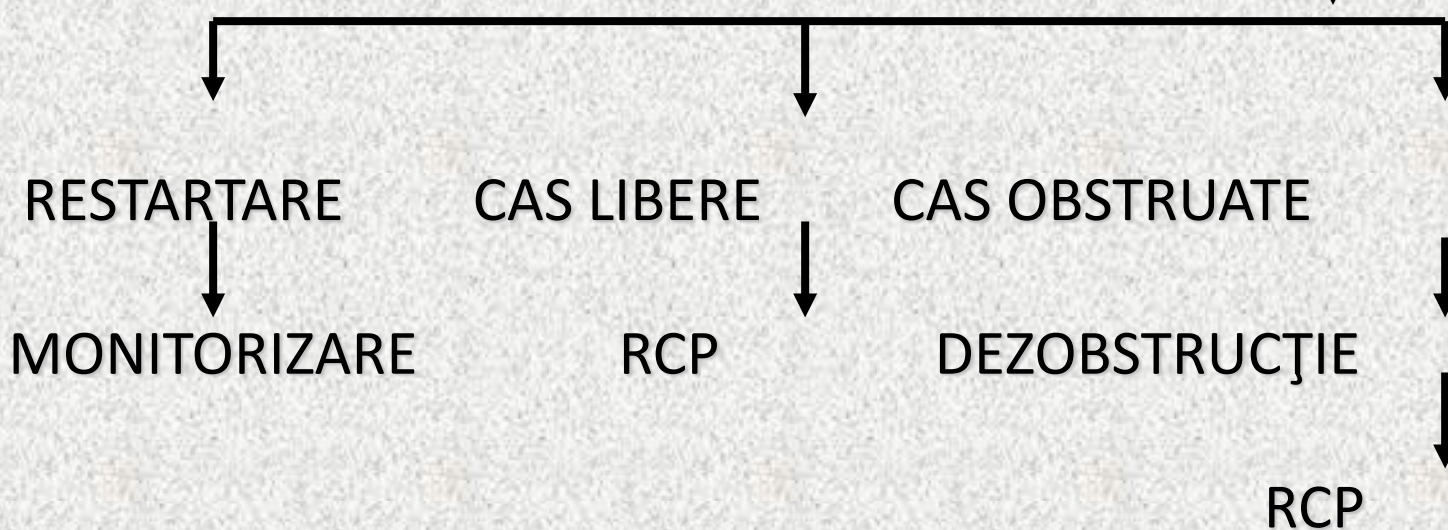 RESTARTARE CAS LIBERE CAS OBSTRUATE
MONITORIZARE RCP DEZOBSTRUCŢIE
RCP